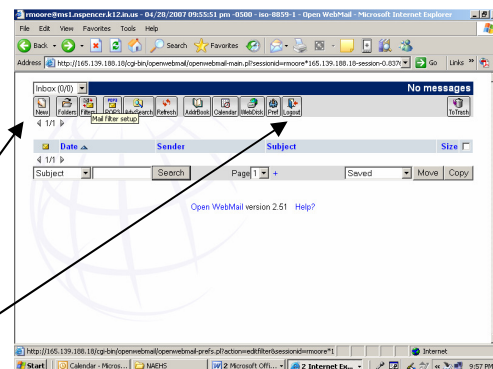 rmoore@ms1.nspencer.k12.in.us - 04/28/2007 09:55:51 pm -0500 - iso-8859-1 - Open WebMail - Microsoft Internet Explorer
File Edit View Favorites Tools Help
Back Search Favorites
Address http://165.139.188.18/cgi-bin/openwebmail/openwebmail-main.pl?sessionid=rmoore*165.139.188.18-session-0.837( Go Links »
Inbox (0/0) No messages
New Folders Filters POP3 AdvSearch Refresh AddrBook Calendar WebDisk Pref Logout ToTrash
Mail filter setup
1/1
Date Sender Subject Size
1/1
Subject Search Page 1 + Saved Move Copy
Open WebMail version 2.51 Help?
http://165.139.188.18/cgi-bin/openwebmail/openwebmail-prefs.pl?action=editfilter&sessionid=rmoore*1 Internet
Start Calendar - Micros... NAEHS 2 Microsoft Offi... 2 Internet Ex... « 9:57 PM